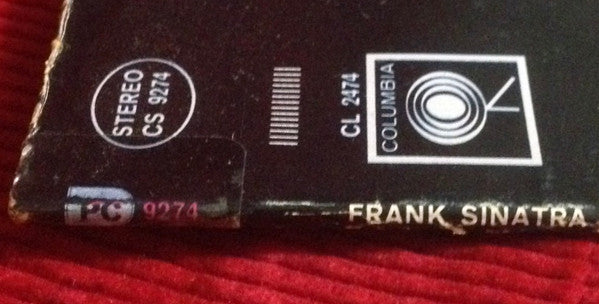 STEREO
CS 9274
CL 2474
COLUMBIA
PC 9274
FRANK SINATRA